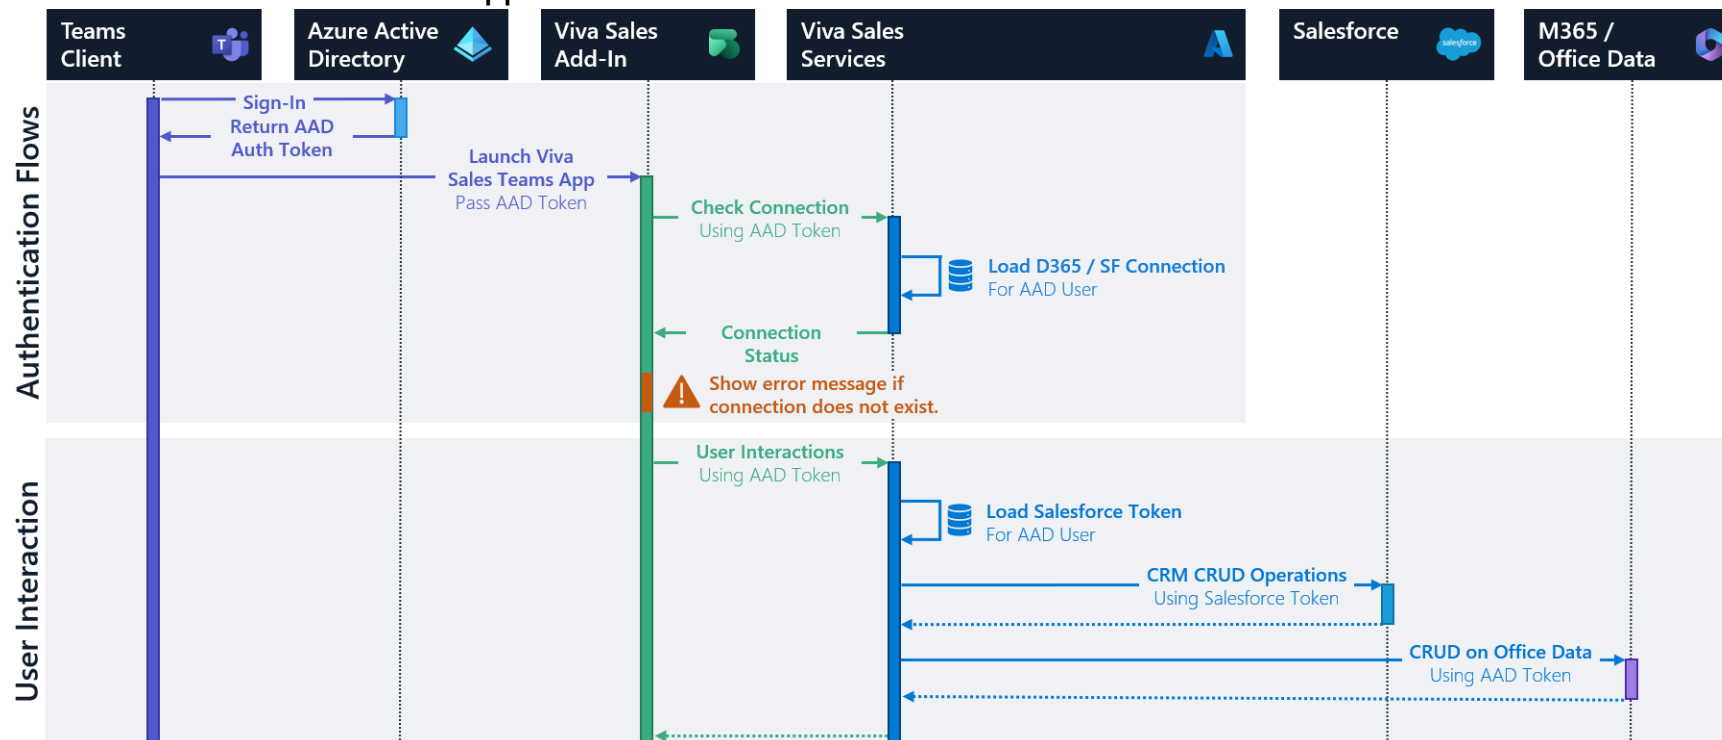 Teams
Client
Azure Active
Directory
Viva Sales
Add-In
Viva Sales
Services
Salesforce
salesforce
M365 /
Office Data
Authentication Flows
Sign-In
Return AAD
Auth Token
Launch Viva
Sales Teams App
Pass AAD Token
Check Connection
Using AAD Token
Load D365 / SF Connection
For AAD User
Connection
Status
Show error message if
connection does not exist.
User Interaction
User Interactions
Using AAD Token
Load Salesforce Token
For AAD User
CRM CRUD Operations
Using Salesforce Token
CRUD on Office Data
Using AAD Token